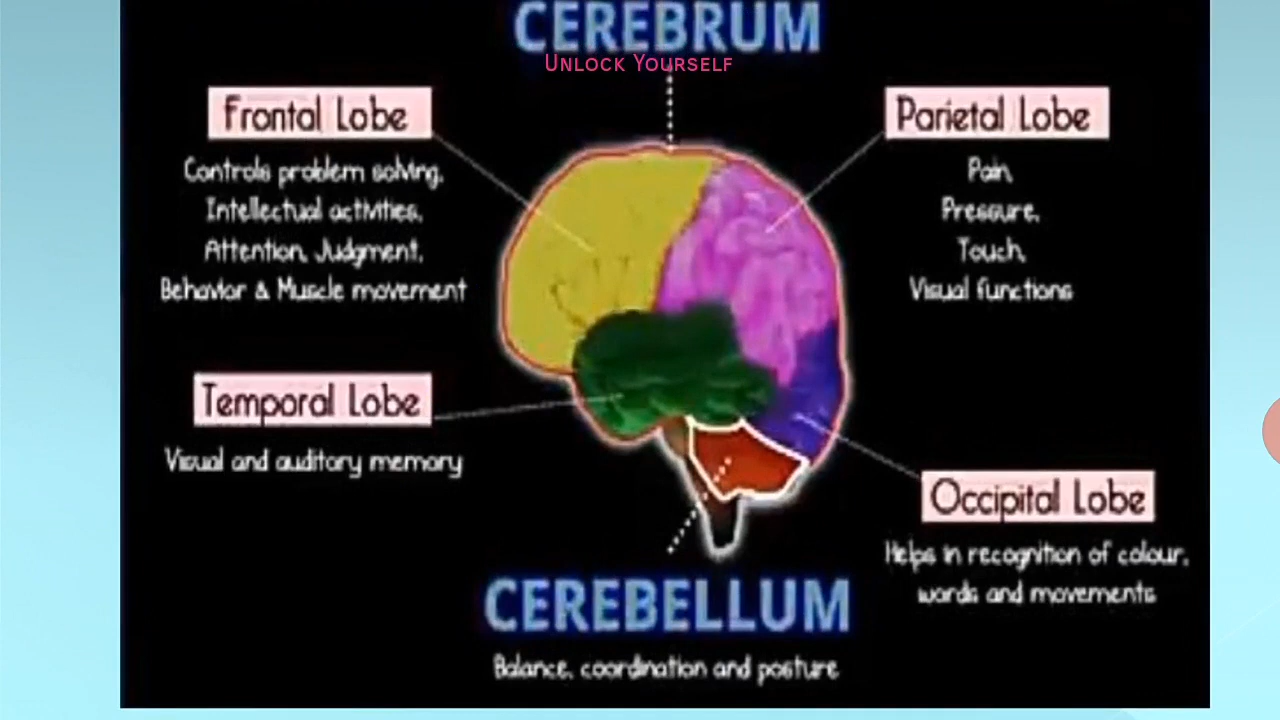 CEREBRUM
UNLOCK YOURSELF
Frontal Lobe
Controls problem solving,
Intellectual activities,
Attention, Judgment,
Behavior & Muscle movement
Parietal Lobe
Pain,
Pressure,
Touch,
Visual functions
Temporal Lobe
Visual and auditory memory
Occipital Lobe
Helps in recognition of colour,
words and movements
CEREBELLUM
Balance, coordination and posture